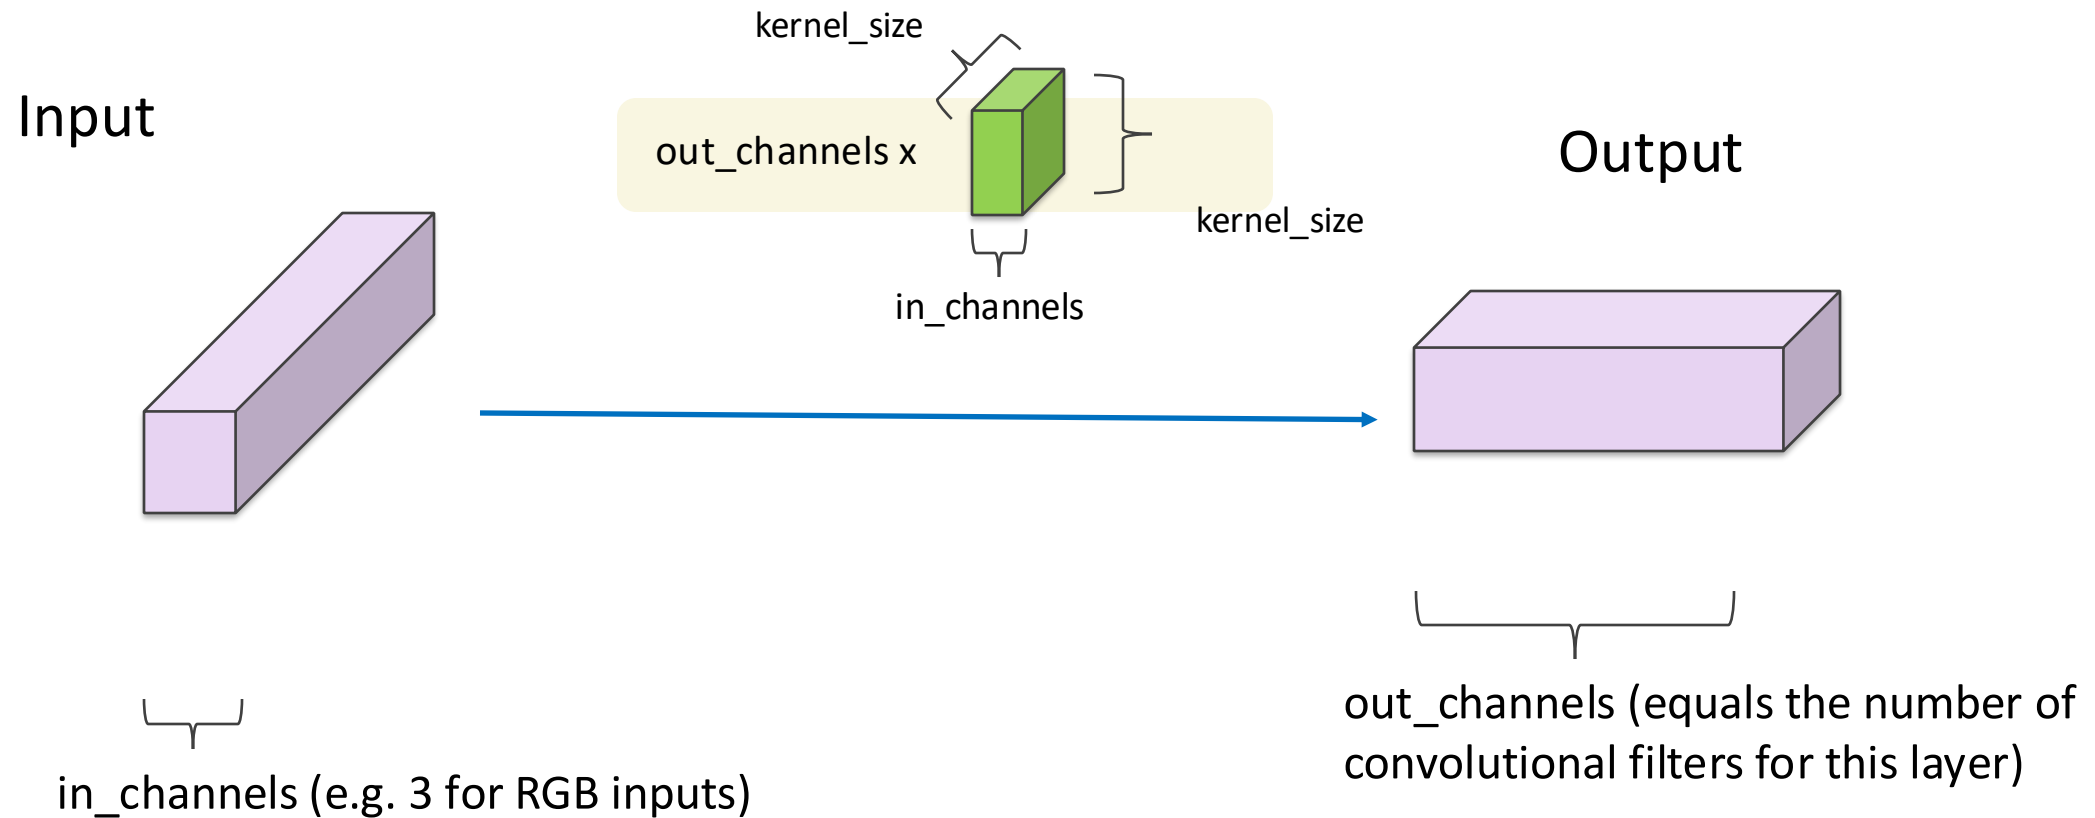 kernel_size
Input
out_channels x
Output
kernel_size
in_channels
out_channels (equals the number of
convolutional filters for this layer)
in_channels (e.g. 3 for RGB inputs)